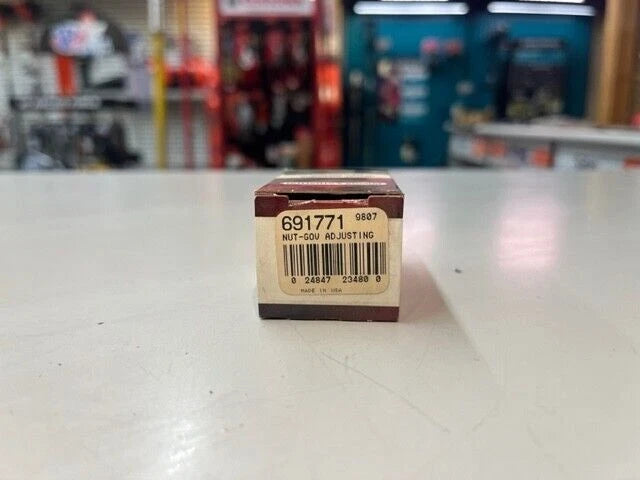 691771 9807
NUT-GOV ADJUSTING
0 24847 23480 0
MADE IN USA